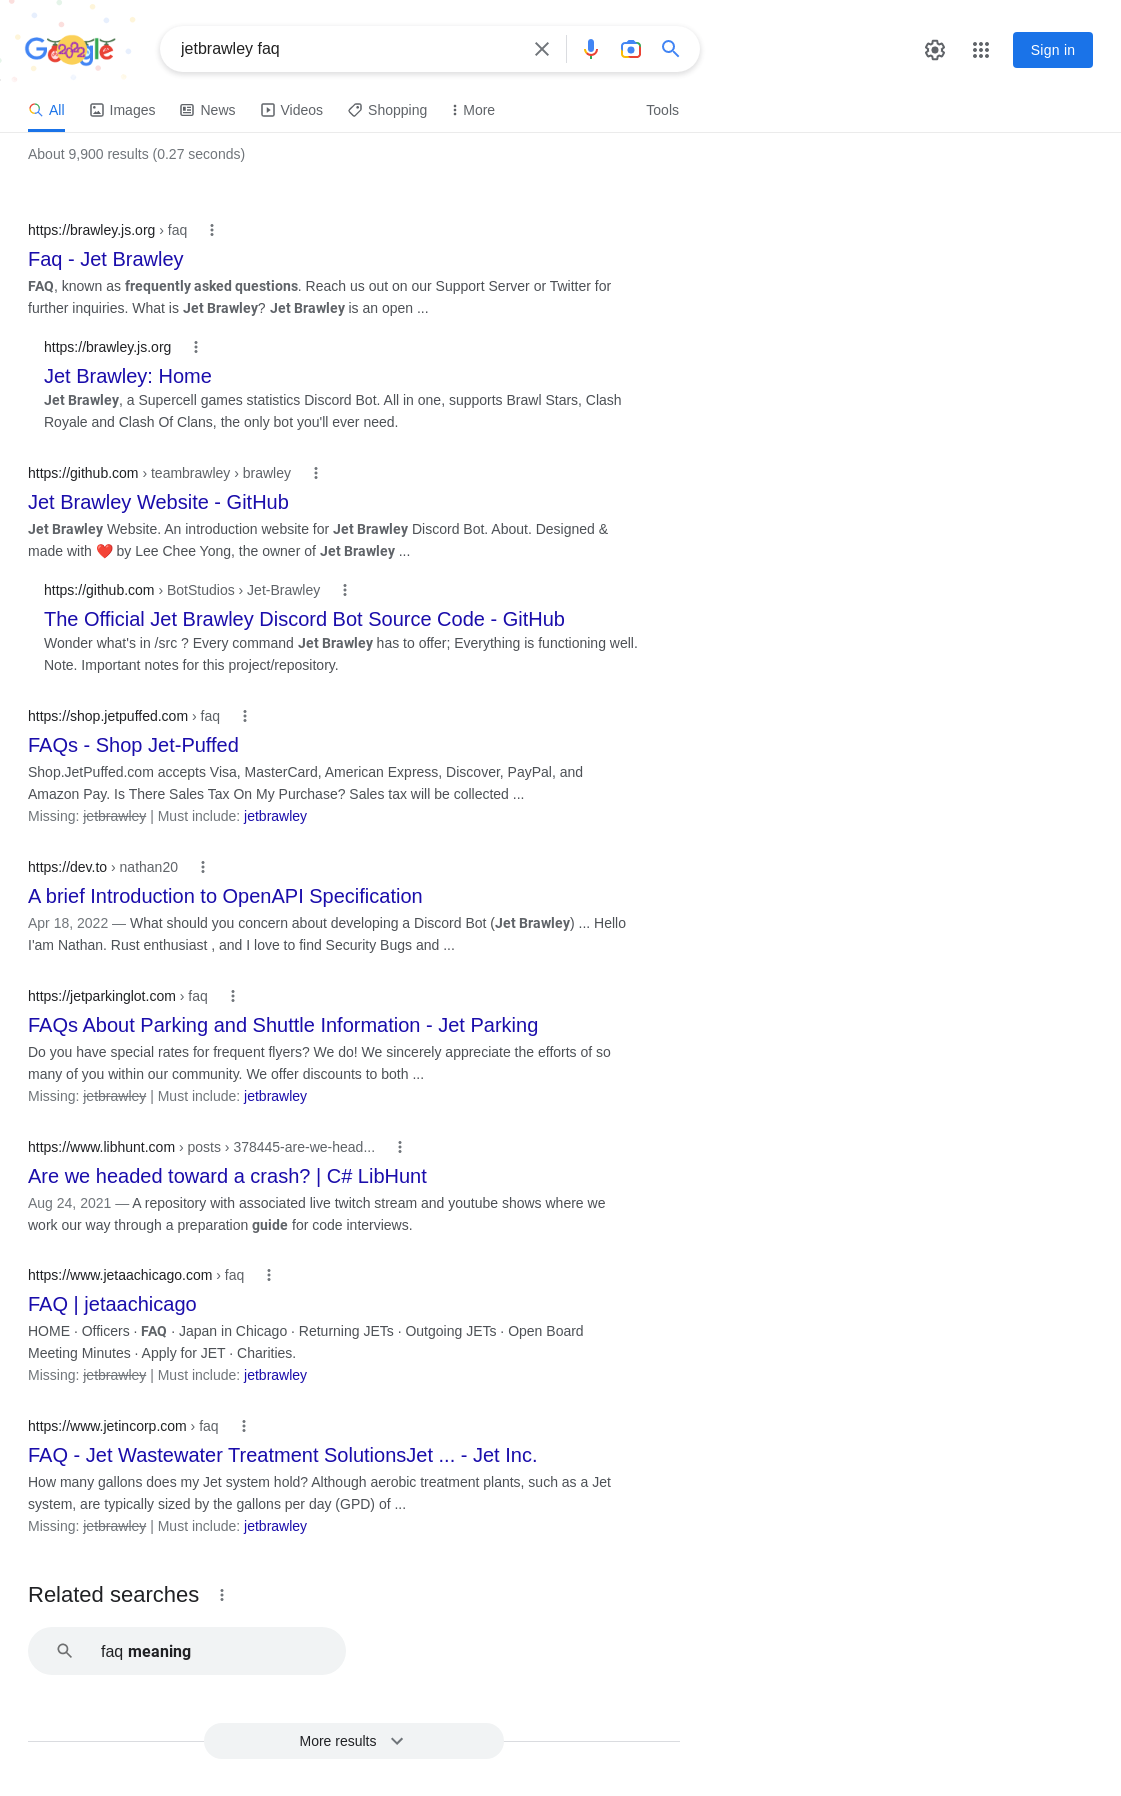 Google
jetbrawley faq
Sign in
All Images News Videos Shopping More Tools
About 9,900 results (0.27 seconds)
https://brawley.js.org › faq
Faq - Jet Brawley
FAQ, known as frequently asked questions. Reach us out on our Support Server or Twitter for
further inquiries. What is Jet Brawley? Jet Brawley is an open ...
https://brawley.js.org
Jet Brawley: Home
Jet Brawley, a Supercell games statistics Discord Bot. All in one, supports Brawl Stars, Clash
Royale and Clash Of Clans, the only bot you'll ever need.
https://github.com › teambrawley › brawley
Jet Brawley Website - GitHub
Jet Brawley Website. An introduction website for Jet Brawley Discord Bot. About. Designed &
made with ❤️ by Lee Chee Yong, the owner of Jet Brawley ...
https://github.com › BotStudios › Jet-Brawley
The Official Jet Brawley Discord Bot Source Code - GitHub
Wonder what's in /src ? Every command Jet Brawley has to offer; Everything is functioning well.
Note. Important notes for this project/repository.
https://shop.jetpuffed.com › faq
FAQs - Shop Jet-Puffed
Shop.JetPuffed.com accepts Visa, MasterCard, American Express, Discover, PayPal, and
Amazon Pay. Is There Sales Tax On My Purchase? Sales tax will be collected ...
Missing: jetbrawley | Must include: jetbrawley
https://dev.to › nathan20
A brief Introduction to OpenAPI Specification
Apr 18, 2022 — What should you concern about developing a Discord Bot (Jet Brawley) ... Hello
I'am Nathan. Rust enthusiast , and I love to find Security Bugs and ...
https://jetparkinglot.com › faq
FAQs About Parking and Shuttle Information - Jet Parking
Do you have special rates for frequent flyers? We do! We sincerely appreciate the efforts of so
many of you within our community. We offer discounts to both ...
Missing: jetbrawley | Must include: jetbrawley
https://www.libhunt.com › posts › 378445-are-we-head...
Are we headed toward a crash? | C# LibHunt
Aug 24, 2021 — A repository with associated live twitch stream and youtube shows where we
work our way through a preparation guide for code interviews.
https://www.jetaachicago.com › faq
FAQ | jetaachicago
HOME · Officers · FAQ · Japan in Chicago · Returning JETs · Outgoing JETs · Open Board
Meeting Minutes · Apply for JET · Charities.
Missing: jetbrawley | Must include: jetbrawley
https://www.jetincorp.com › faq
FAQ - Jet Wastewater Treatment SolutionsJet ... - Jet Inc.
How many gallons does my Jet system hold? Although aerobic treatment plants, such as a Jet
system, are typically sized by the gallons per day (GPD) of ...
Missing: jetbrawley | Must include: jetbrawley
Related searches
faq meaning
More results